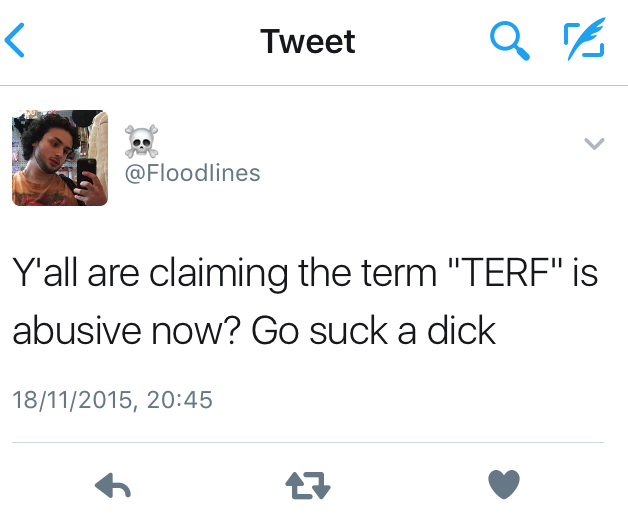 Tweet
@Floodlines
Y'all are claiming the term "TERF" is
abusive now? Go suck a dick
18/11/2015, 20:45